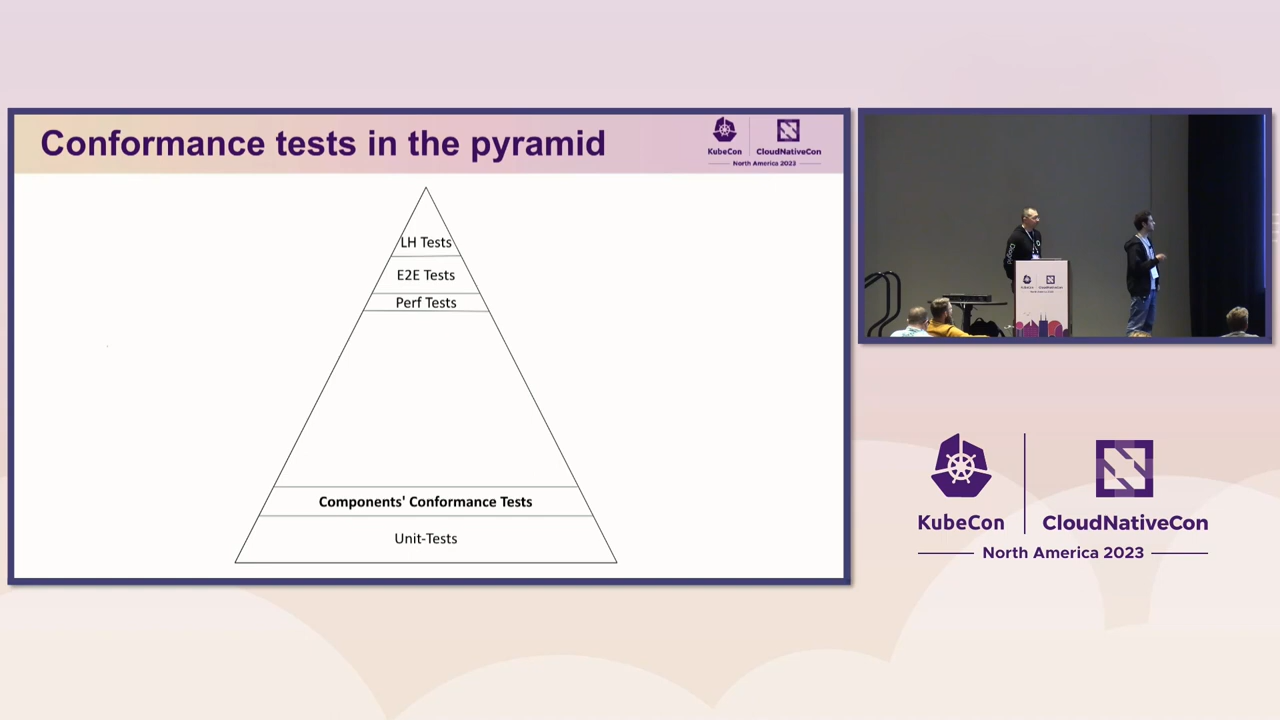 Conformance tests in the pyramid
KubeCon
CloudNativeCon
North America 2023
LH Tests
E2E Tests
Perf Tests
Components' Conformance Tests
Unit-Tests
KubeCon
CloudNativeCon
North America 2023